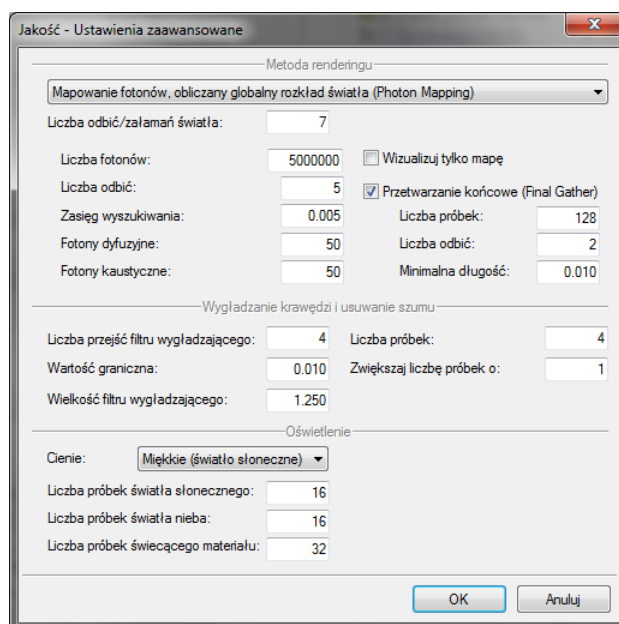 Jakość - Ustawienia zaawansowane
Metoda renderingu
Mapowanie fotonów, obliczany globalny rozkład światła (Photon Mapping)
Liczba odbić/załamań światła: 7
Liczba fotonów: 5000000 Wizualizuj tylko mapę
Liczba odbić: 5 Przetwarzanie końcowe (Final Gather)
Zasięg wyszukiwania: 0.005 Liczba próbek: 128
Fotony dyfuzyjne: 50 Liczba odbić: 2
Fotony kaustyczne: 50 Minimalna długość: 0.010
Wygładzanie krawędzi i usuwanie szumu
Liczba przejść filtru wygładzającego: 4 Liczba próbek: 4
Wartość graniczna: 0.010 Zwiększaj liczbę próbek o: 1
Wielkość filtru wygładzającego: 1.250
Oświetlenie
Cienie: Miękkie (światło słoneczne)
Liczba próbek światła słonecznego: 16
Liczba próbek światła nieba: 16
Liczba próbek świecącego materiału: 32
OK Anuluj